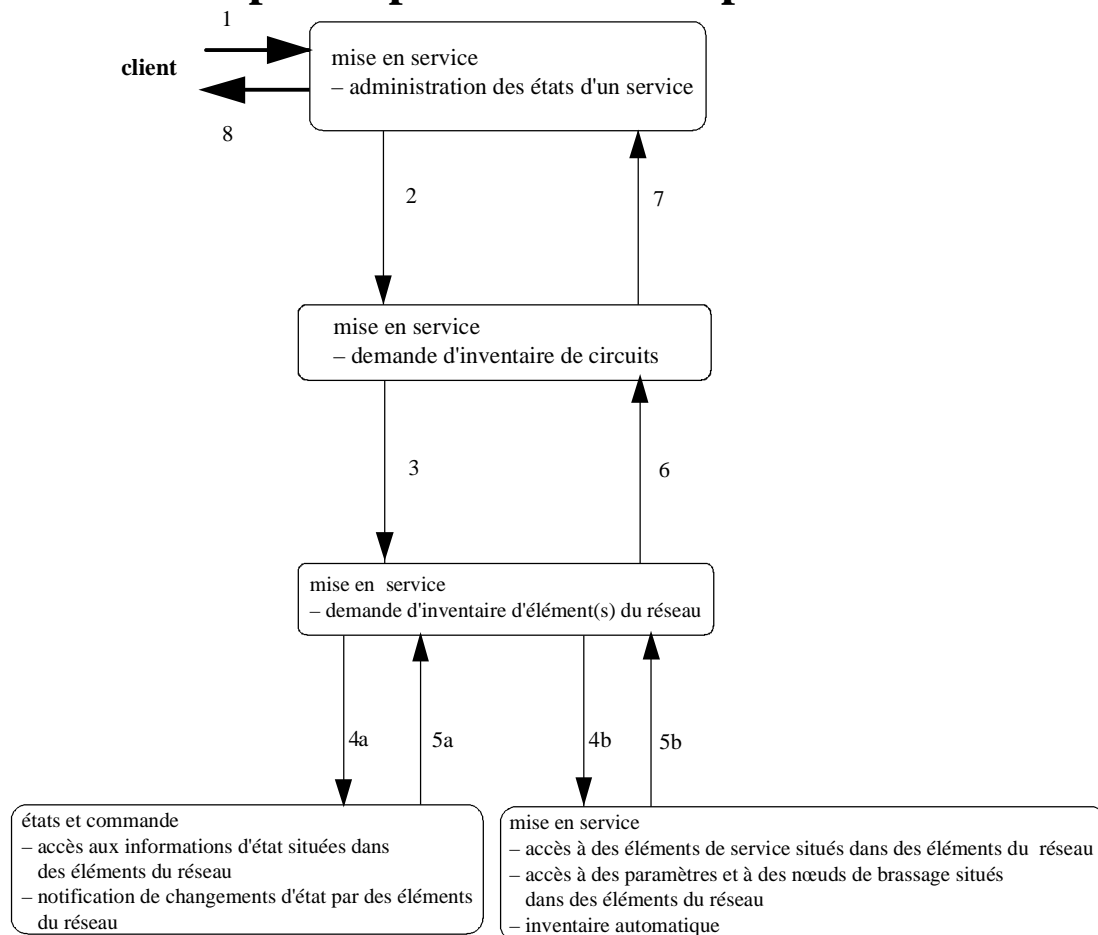 1
mise en service
client
– administration des états d'un service
8
2
7
mise en service
– demande d'inventaire de circuits
3
6
mise en service
– demande d'inventaire d'élément(s) du réseau
4a
5a
4b
5b
états et commande
– accès aux informations d'état situées dans
des éléments du réseau
– notification de changements d'état par des éléments
du réseau
mise en service
– accès à des éléments de service situés dans des éléments du réseau
– accès à des paramètres et à des nœuds de brassage situés
dans des éléments du réseau
– inventaire automatique